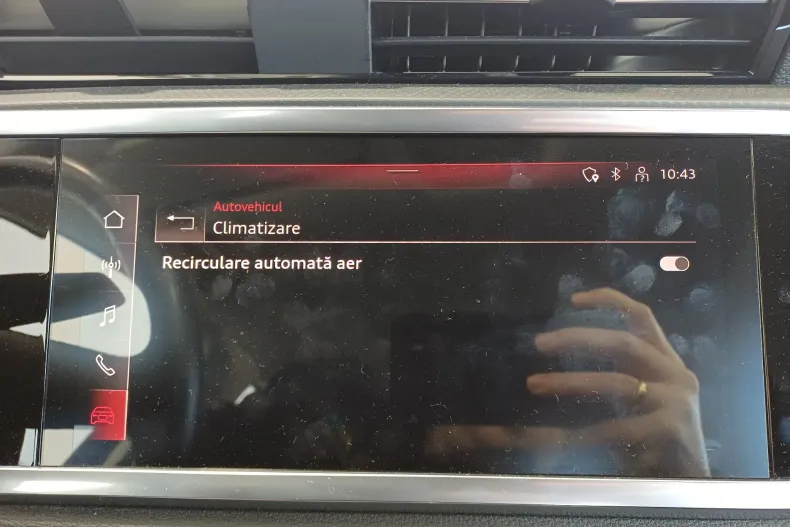 10:43
Autovehicul
Climatizare
Recirculare automată aer